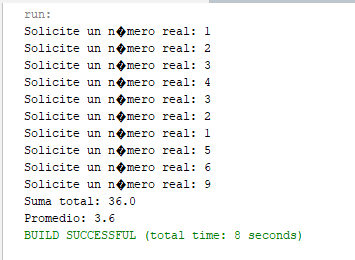 run:
Solicite un n�mero real: 1
Solicite un n�mero real: 2
Solicite un n�mero real: 3
Solicite un n�mero real: 4
Solicite un n�mero real: 3
Solicite un n�mero real: 2
Solicite un n�mero real: 1
Solicite un n�mero real: 5
Solicite un n�mero real: 6
Solicite un n�mero real: 9
Suma total: 36.0
Promedio: 3.6
BUILD SUCCESSFUL (total time: 8 seconds)